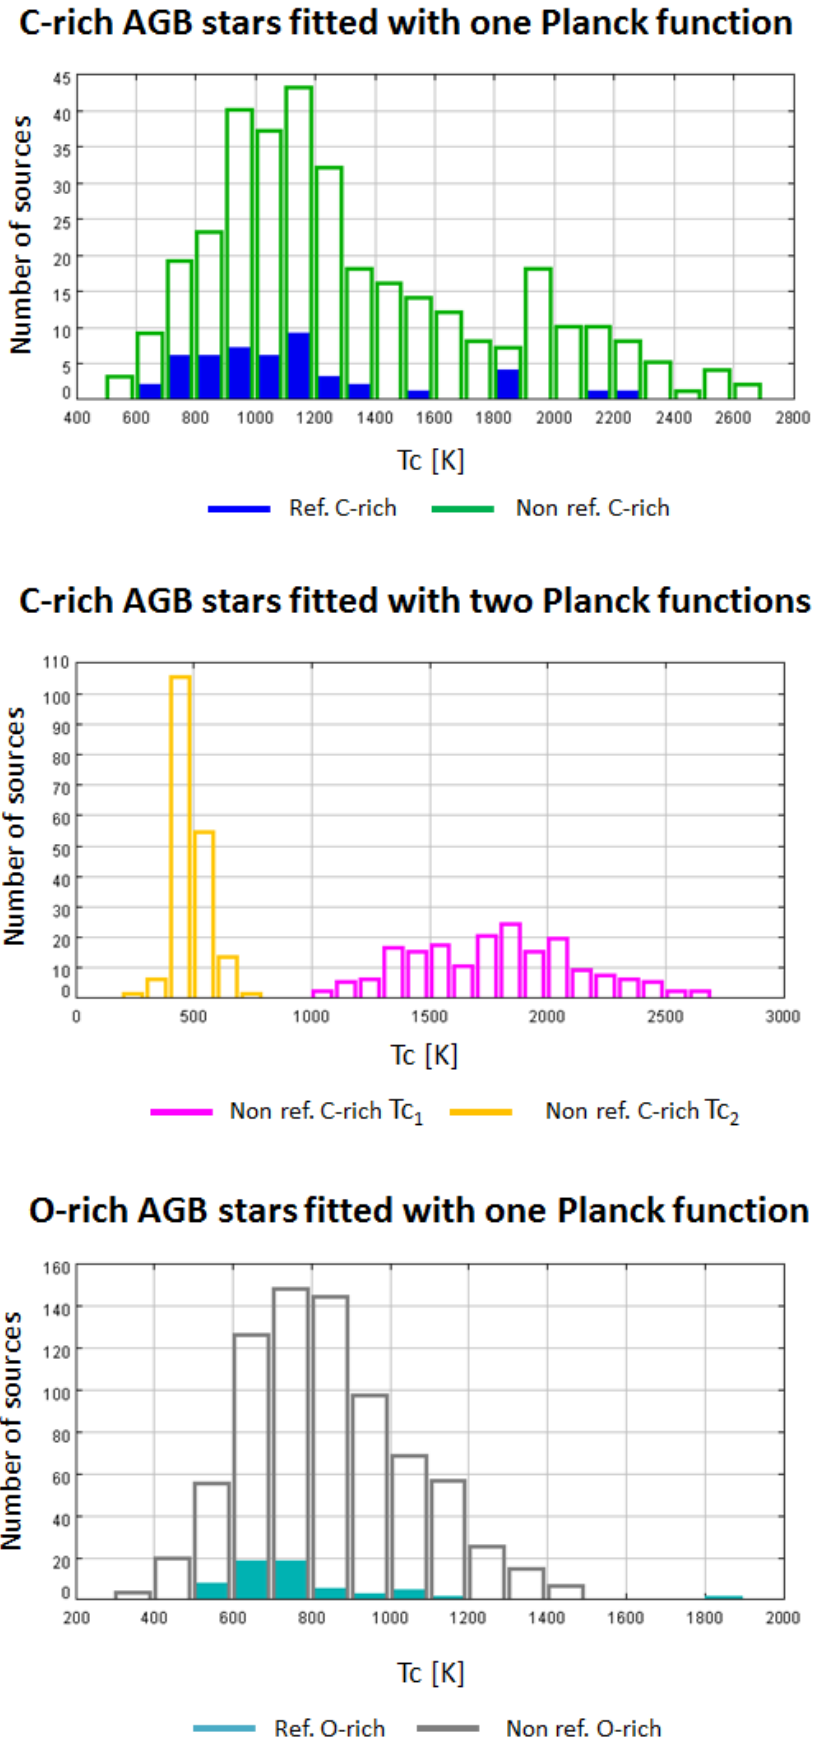 C-rich AGB stars fitted with one Planck function
Number of sources
45
40
35
30
25
20
15
10
5
0
400 600 800 1000 1200 1400 1600 1800 2000 2200 2400 2600 2800
Tc [K]
Ref. C-rich Non ref. C-rich
C-rich AGB stars fitted with two Planck functions
Number of sources
110
100
90
80
70
60
50
40
30
20
10
0
0 500 1000 1500 2000 2500 3000
Tc [K]
Non ref. C-rich Tc1 Non ref. C-rich Tc2
O-rich AGB stars fitted with one Planck function
Number of sources
160
140
120
100
80
60
40
20
0
200 400 600 800 1000 1200 1400 1600 1800 2000
Tc [K]
Ref. O-rich Non ref. O-rich